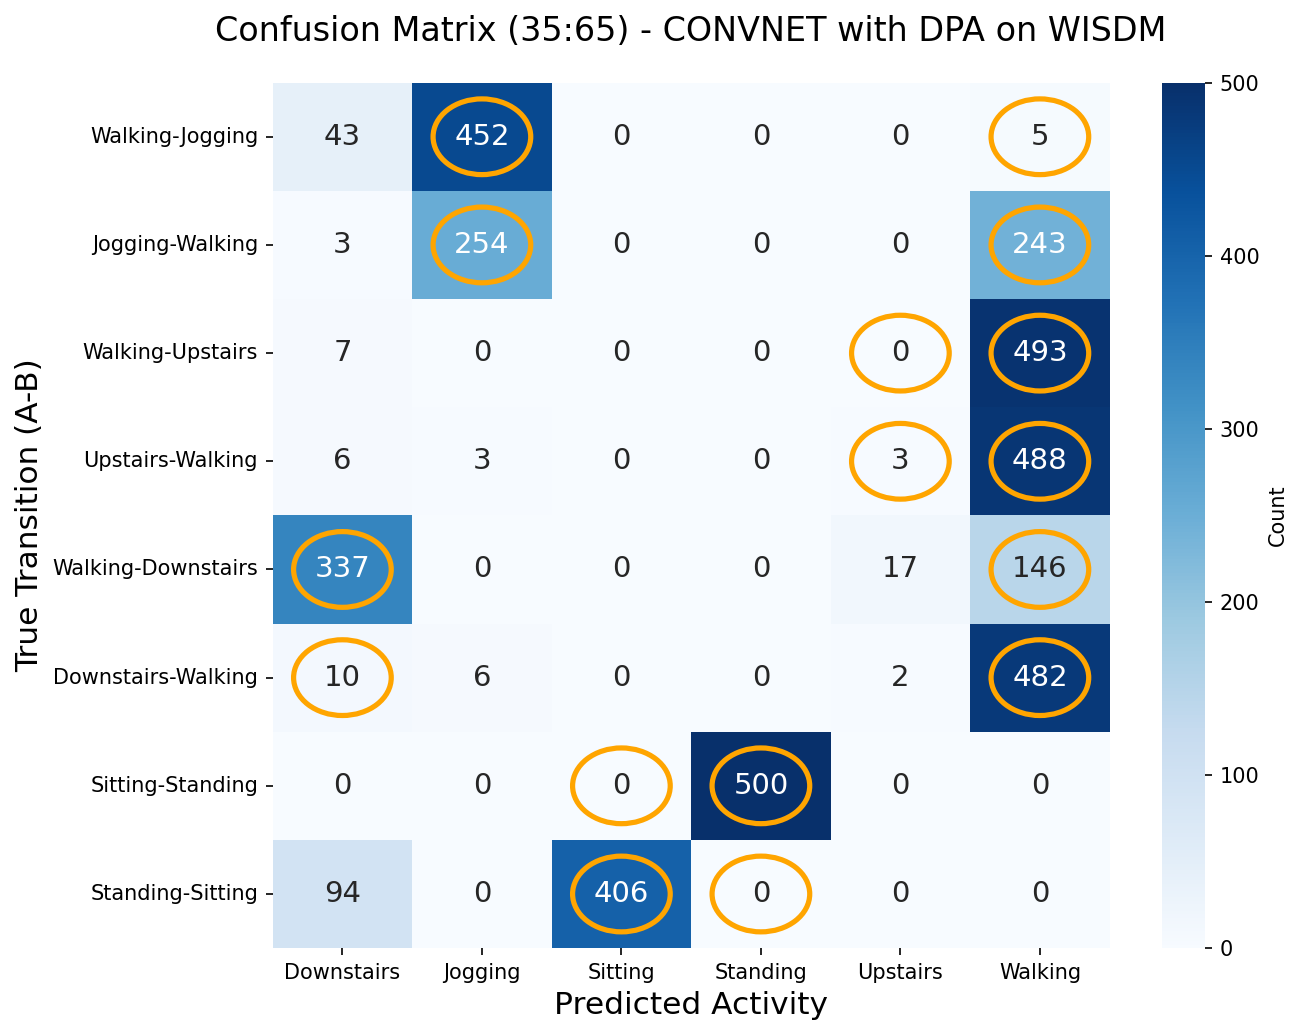 Confusion Matrix (35:65) - CONVNET with DPA on WISDM
True Transition (A-B)
Walking-Jogging 43 452 0 0 0 5
Jogging-Walking 3 254 0 0 0 243
Walking-Upstairs 7 0 0 0 0 493
Upstairs-Walking 6 3 0 0 3 488
Walking-Downstairs 337 0 0 0 17 146
Downstairs-Walking 10 6 0 0 2 482
Sitting-Standing 0 0 0 500 0 0
Standing-Sitting 94 0 406 0 0 0
Downstairs Jogging Sitting Standing Upstairs Walking
Predicted Activity
500
400
300
200
100
0
Count